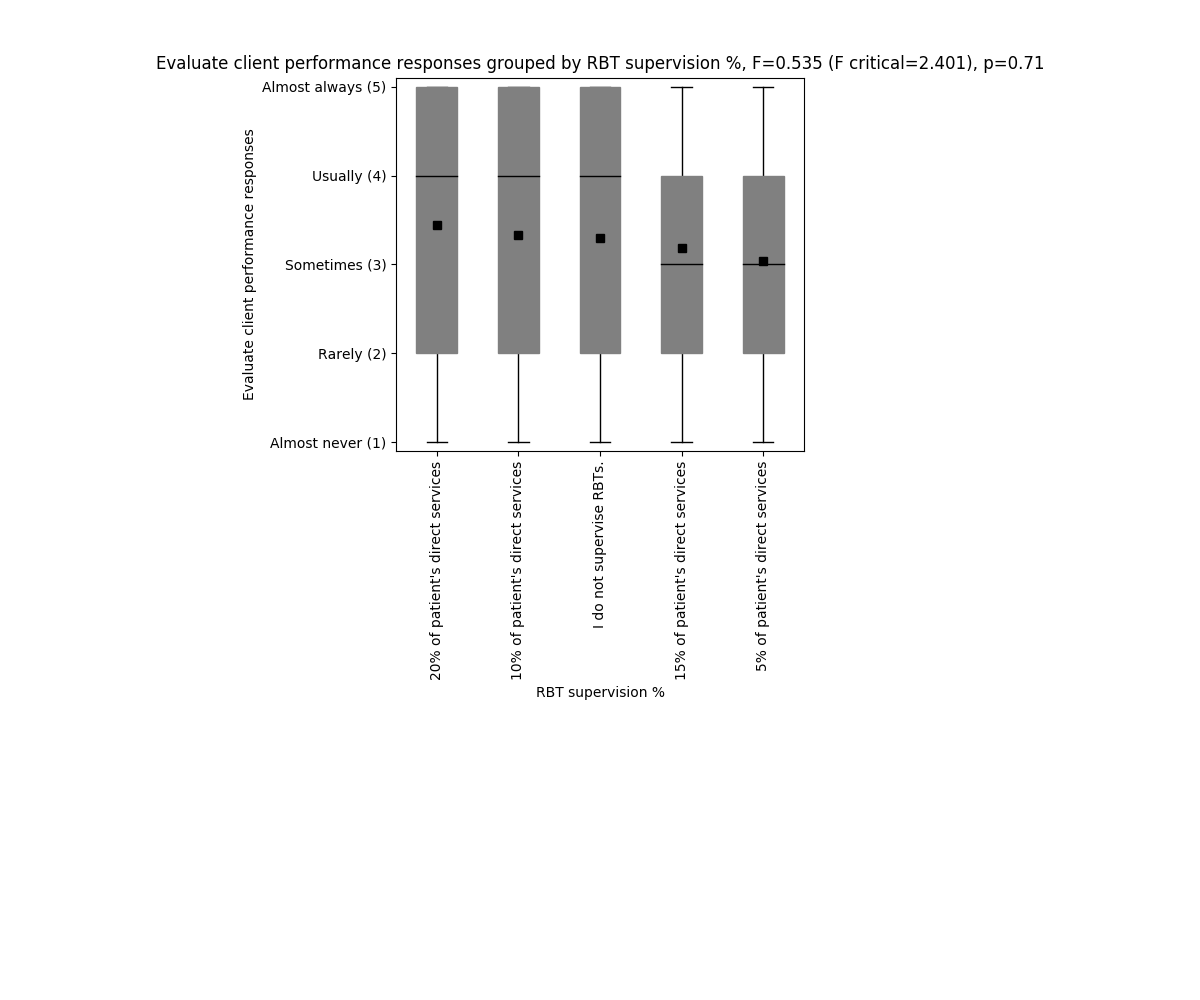 Evaluate client performance responses grouped by RBT supervision %, F=0.535 (F critical=2.401), p=0.71
Evaluate client performance responses
Almost always (5)
Usually (4)
Sometimes (3)
Rarely (2)
Almost never (1)
20% of patient's direct services
10% of patient's direct services
I do not supervise RBTs.
15% of patient's direct services
5% of patient's direct services
RBT supervision %